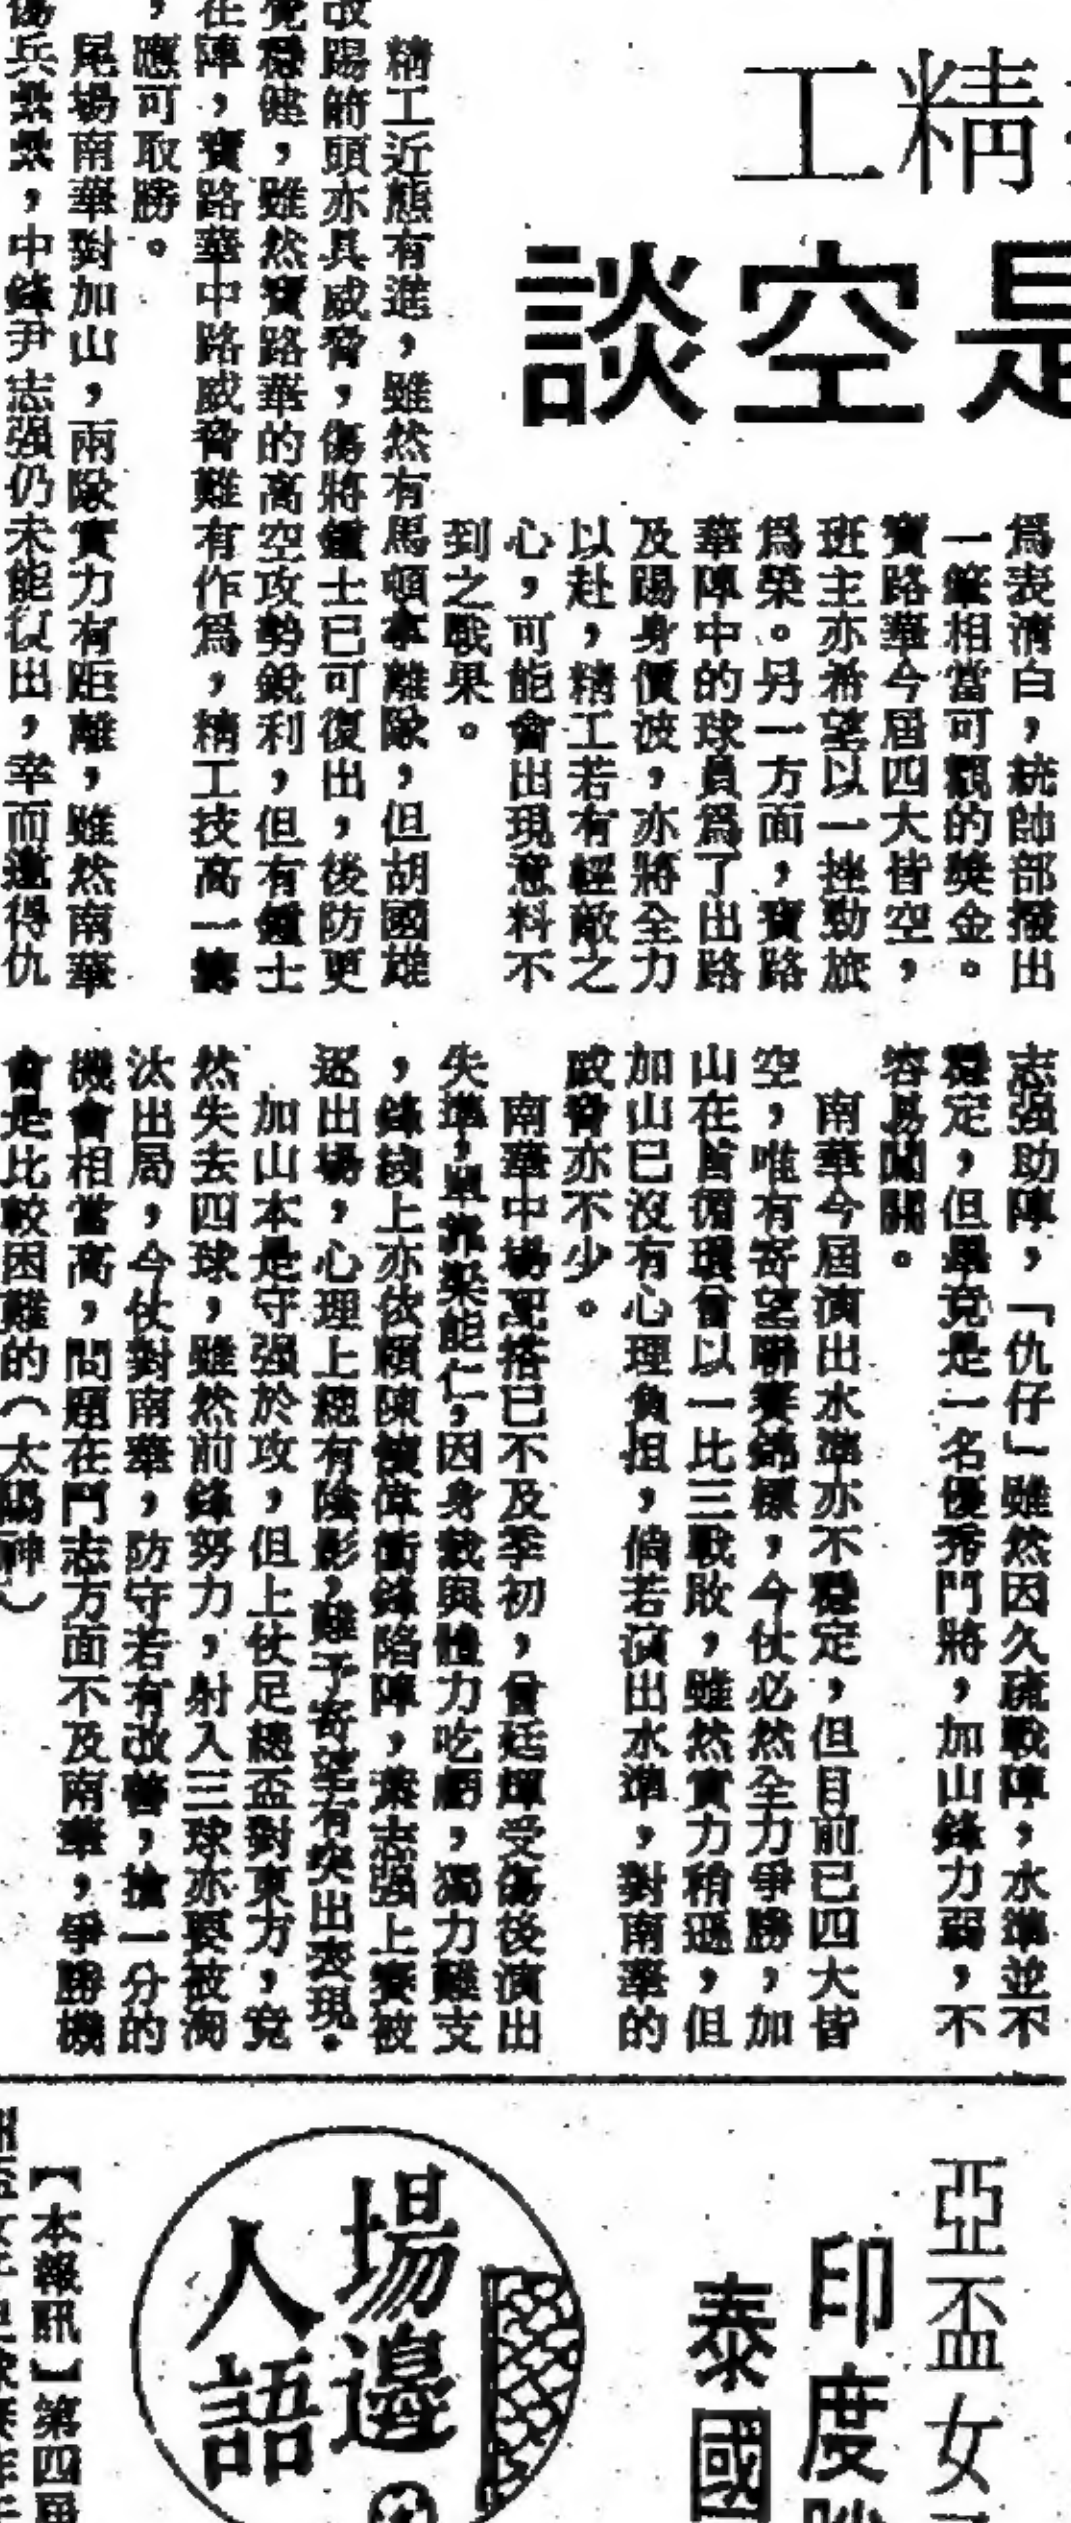 精工
是空談
爲表清白，統帥部撥出
一筆相當可觀的獎金。
寶路華今屆四大皆空，
班主亦希望以一挫勁旅
爲榮。另一方面，寶路
華陣中的球員爲了出路
及踢身價波，亦將全力
以赴，精工若有輕敵之
心，可能會出現意料不
到之戰果。
精工近態有進，雖然有馬頓拿離隊，但胡國雄
改踢箭頭亦具威脅，傷將鍾士已可復出，後防更
覺穩健，雖然寶路華的高空攻勢銳利，但有鍾士
在陣，寶路華中路威脅難有作爲，精工技高一籌
，應可取勝。
尾場南華對加山，兩隊實力有距離，雖然南華
傷兵纍纍，中鋒尹志强仍未能復出，幸而還得仇
志强助陣，「仇仔」雖然因久疏戰陣，水準並不
穩定，但畢竟是一名優秀門將，加山鋒力弱，不
容易闖關。
南華今屆演出水準亦不穩定，但目前已四大皆
空，唯有寄望聯賽錦標，今仗必然全力爭勝，加
山在首循環曾以一比三戰敗，雖然實力稍遜，但
加山已沒有心理負担，倘若演出水準，對南華的
威脅亦不少。
南華中場配搭已不及季初，曾廷輝受傷後演出
失準，單靠梁能仁，因身裁與體力吃虧，獨力難支
，鋒綫上亦依賴陳懷偉衝鋒陷陣，葉志强上賽被
逐出場，心理上總有陰影，難予寄望有突出表現。
加山本是守强於攻，但上仗足總盃對東方，竟
然失去四球，雖然前鋒努力，射入三球亦要被淘
汰出局，今仗對南華，防守若有改善，搶一分的
機會相當高，問題在鬥志方面不及南華，爭勝機
會是比較困難的（太陽神）
亞盃女
印度
泰國
場邊
人語
【本報訊】第四屆